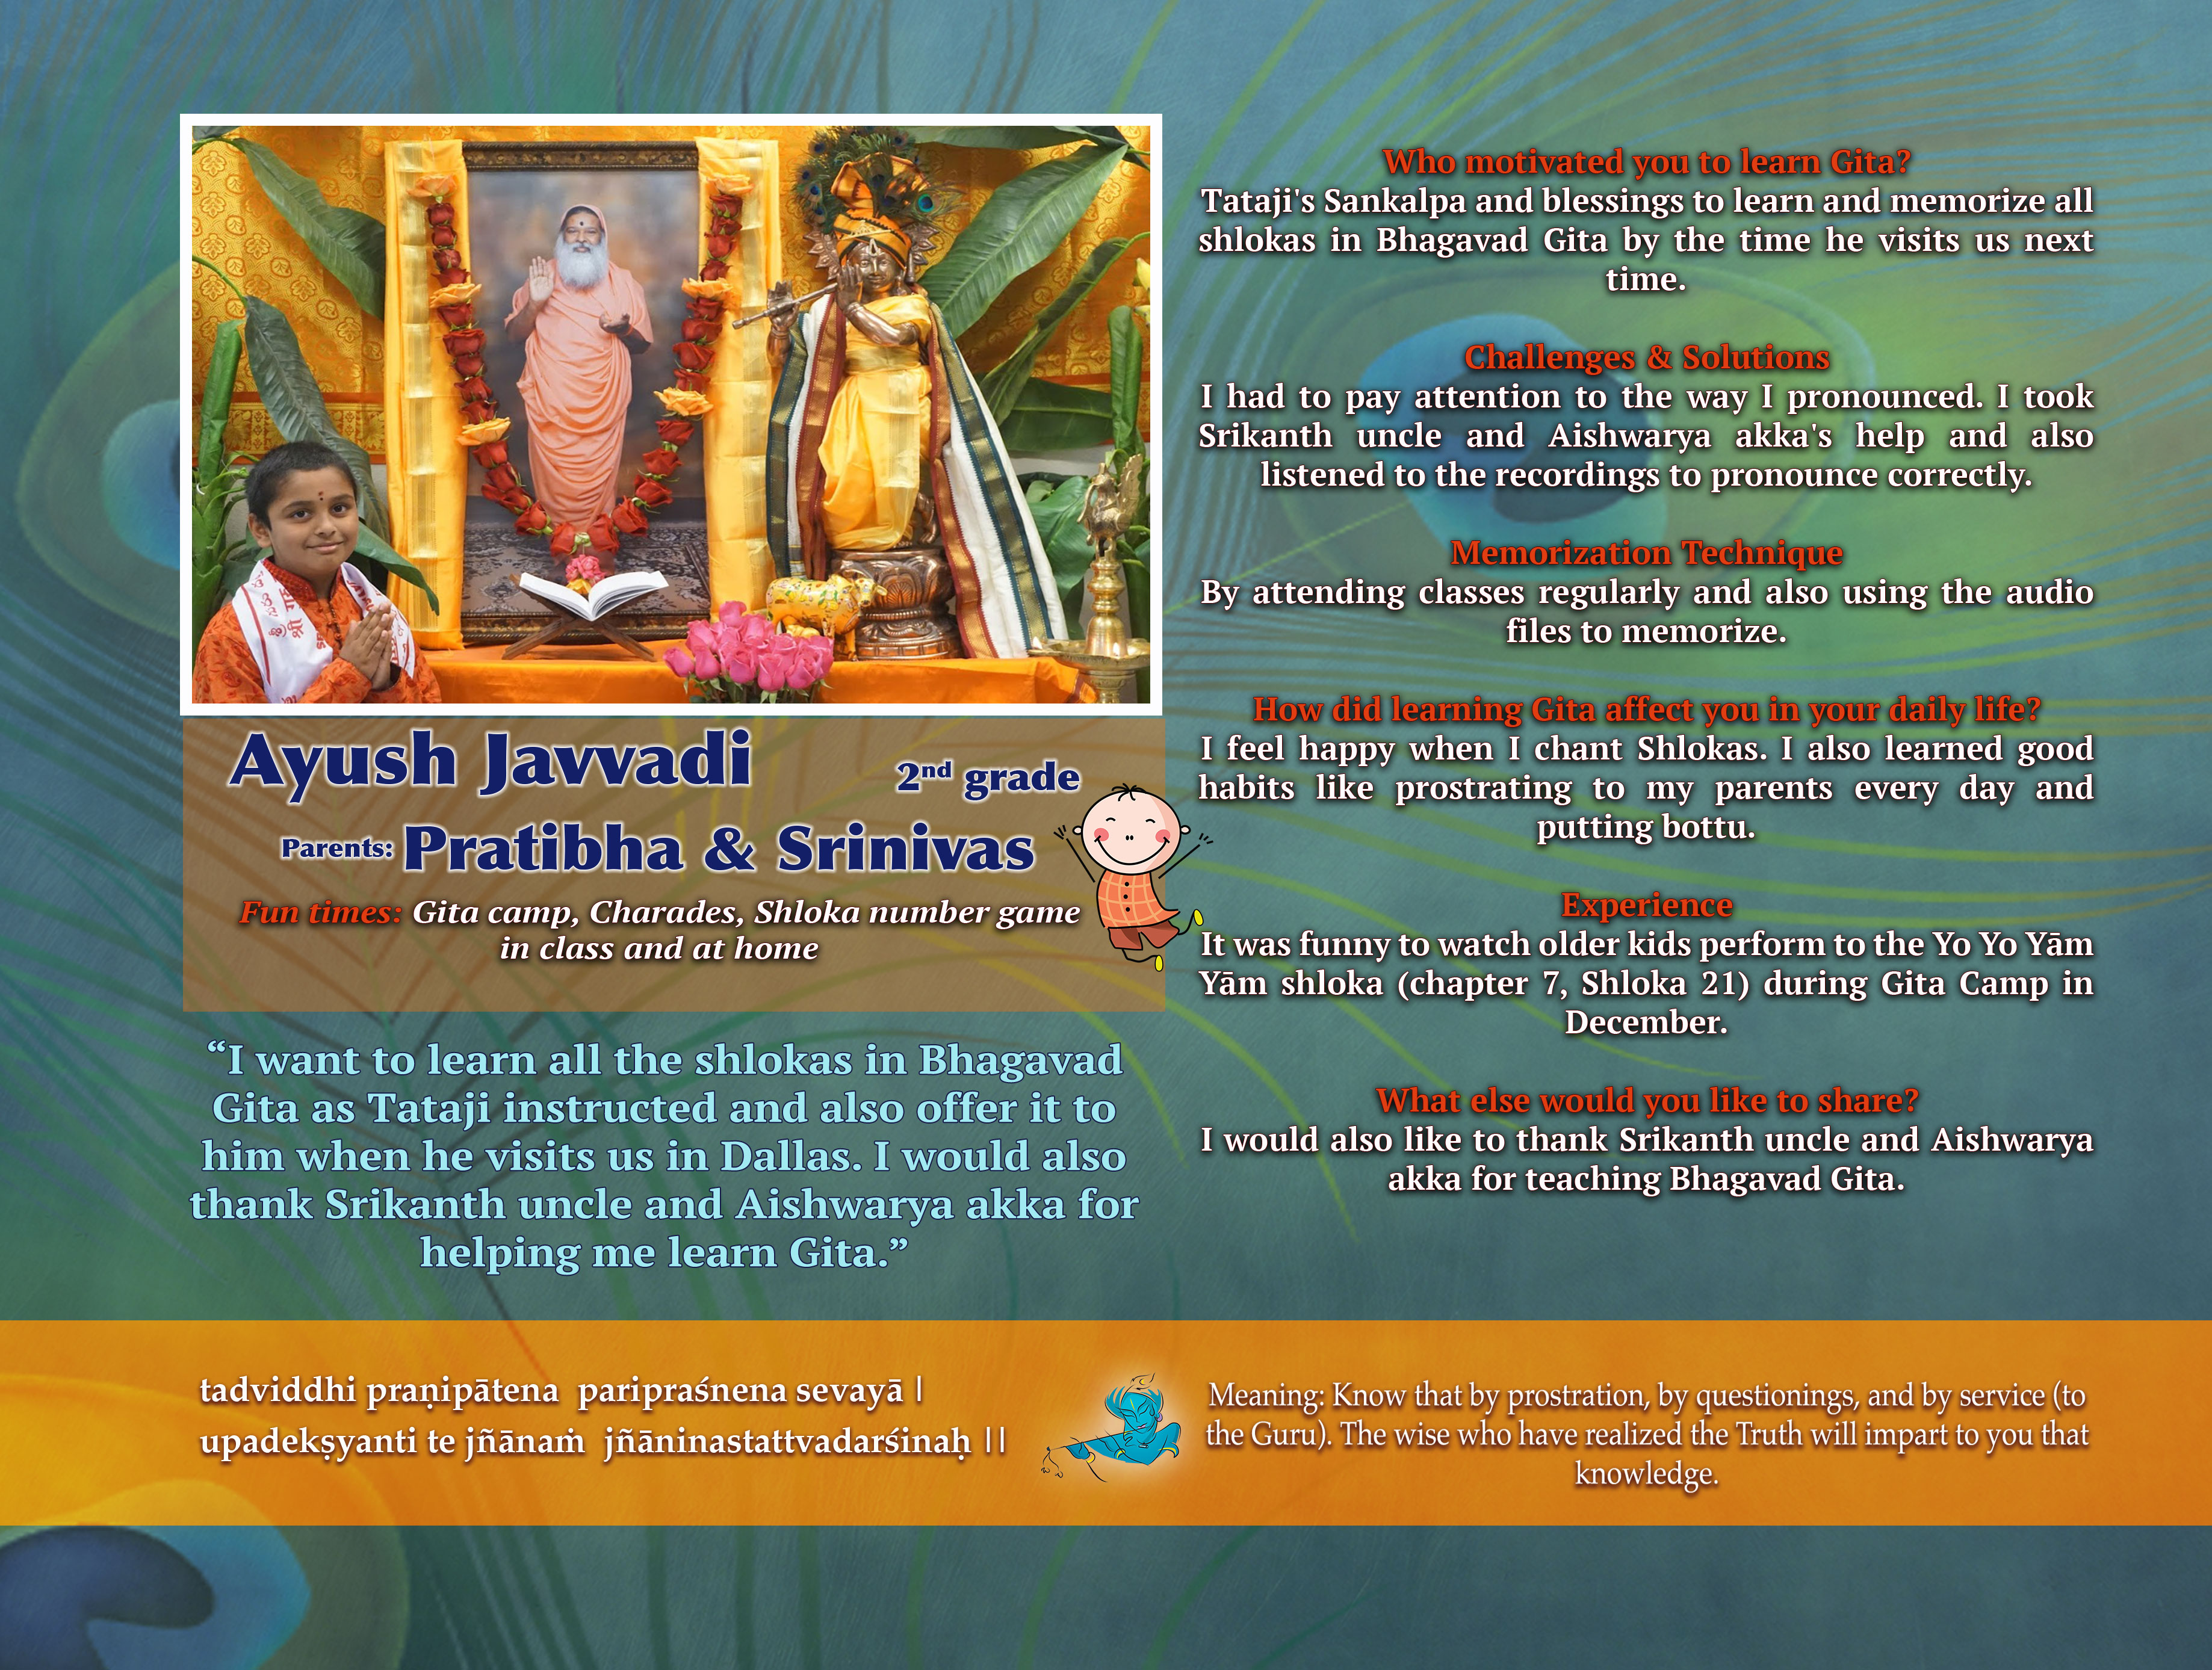 Ayush Javvadi
2nd grade
Parents: Pratibha & Srinivas
Fun times: Gita camp, Charades, Shloka number game
in class and at home
“I want to learn all the shlokas in Bhagavad
Gita as Tataji instructed and also offer it to
him when he visits us in Dallas. I would also
thank Srikanth uncle and Aishwarya akka for
helping me learn Gita.”
Who motivated you to learn Gita?
Tataji's Sankalpa and blessings to learn and memorize all
shlokas in Bhagavad Gita by the time he visits us next
time.
Challenges & Solutions
I had to pay attention to the way I pronounced. I took
Srikanth uncle and Aishwarya akka's help and also
listened to the recordings to pronounce correctly.
Memorization Technique
By attending classes regularly and also using the audio
files to memorize.
How did learning Gita affect you in your daily life?
I feel happy when I chant Shlokas. I also learned good
habits like prostrating to my parents every day and
putting bottu.
Experience
It was funny to watch older kids perform to the Yo Yo Yām
Yām shloka (chapter 7, Shloka 21) during Gita Camp in
December.
What else would you like to share?
I would also like to thank Srikanth uncle and Aishwarya
akka for teaching Bhagavad Gita.
tadviddhi praṇipātena paripraśnena sevayā |
upadekṣyanti te jñānaṁ jñāninastattvadarśinaḥ ||
Meaning: Know that by prostration, by questionings, and by service (to
the Guru). The wise who have realized the Truth will impart to you that
knowledge.